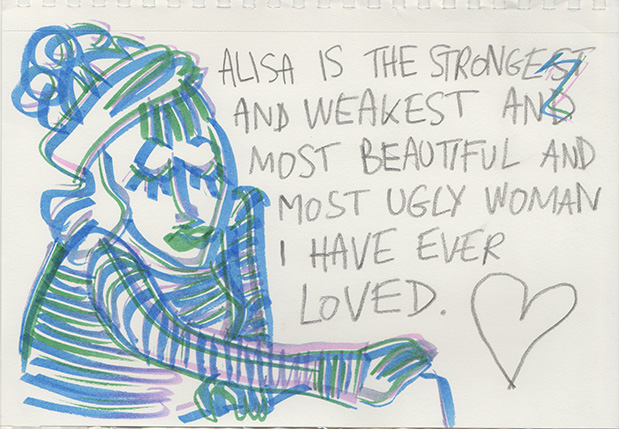 ALISA IS THE STRONGEST
AND WEAKEST AND
MOST BEAUTIFUL AND
MOST UGLY WOMAN
I HAVE EVER
LOVED.